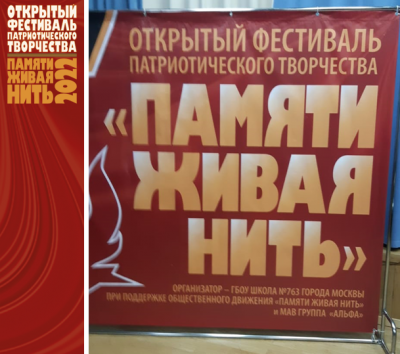 ОТКРЫТЫЙ
ФЕСТИВАЛЬ
ПАТРИОТИЧЕСКОГО
ТВОРЧЕСТВА
ПАМЯТИ
ЖИВАЯ
НИТЬ 2022
ОТКРЫТЫЙ ФЕСТИВАЛЬ
ПАТРИОТИЧЕСКОГО ТВОРЧЕСТВА
«ПАМЯТИ
ЖИВАЯ
НИТЬ»
ОРГАНИЗАТОР – ГБОУ ШКОЛА №763 ГОРОДА МОСКВЫ
ПРИ ПОДДЕРЖКЕ ОБЩЕСТВЕННОГО ДВИЖЕНИЯ «ПАМЯТИ ЖИВАЯ НИТЬ»
и МАВ ГРУППА «АЛЬФА»